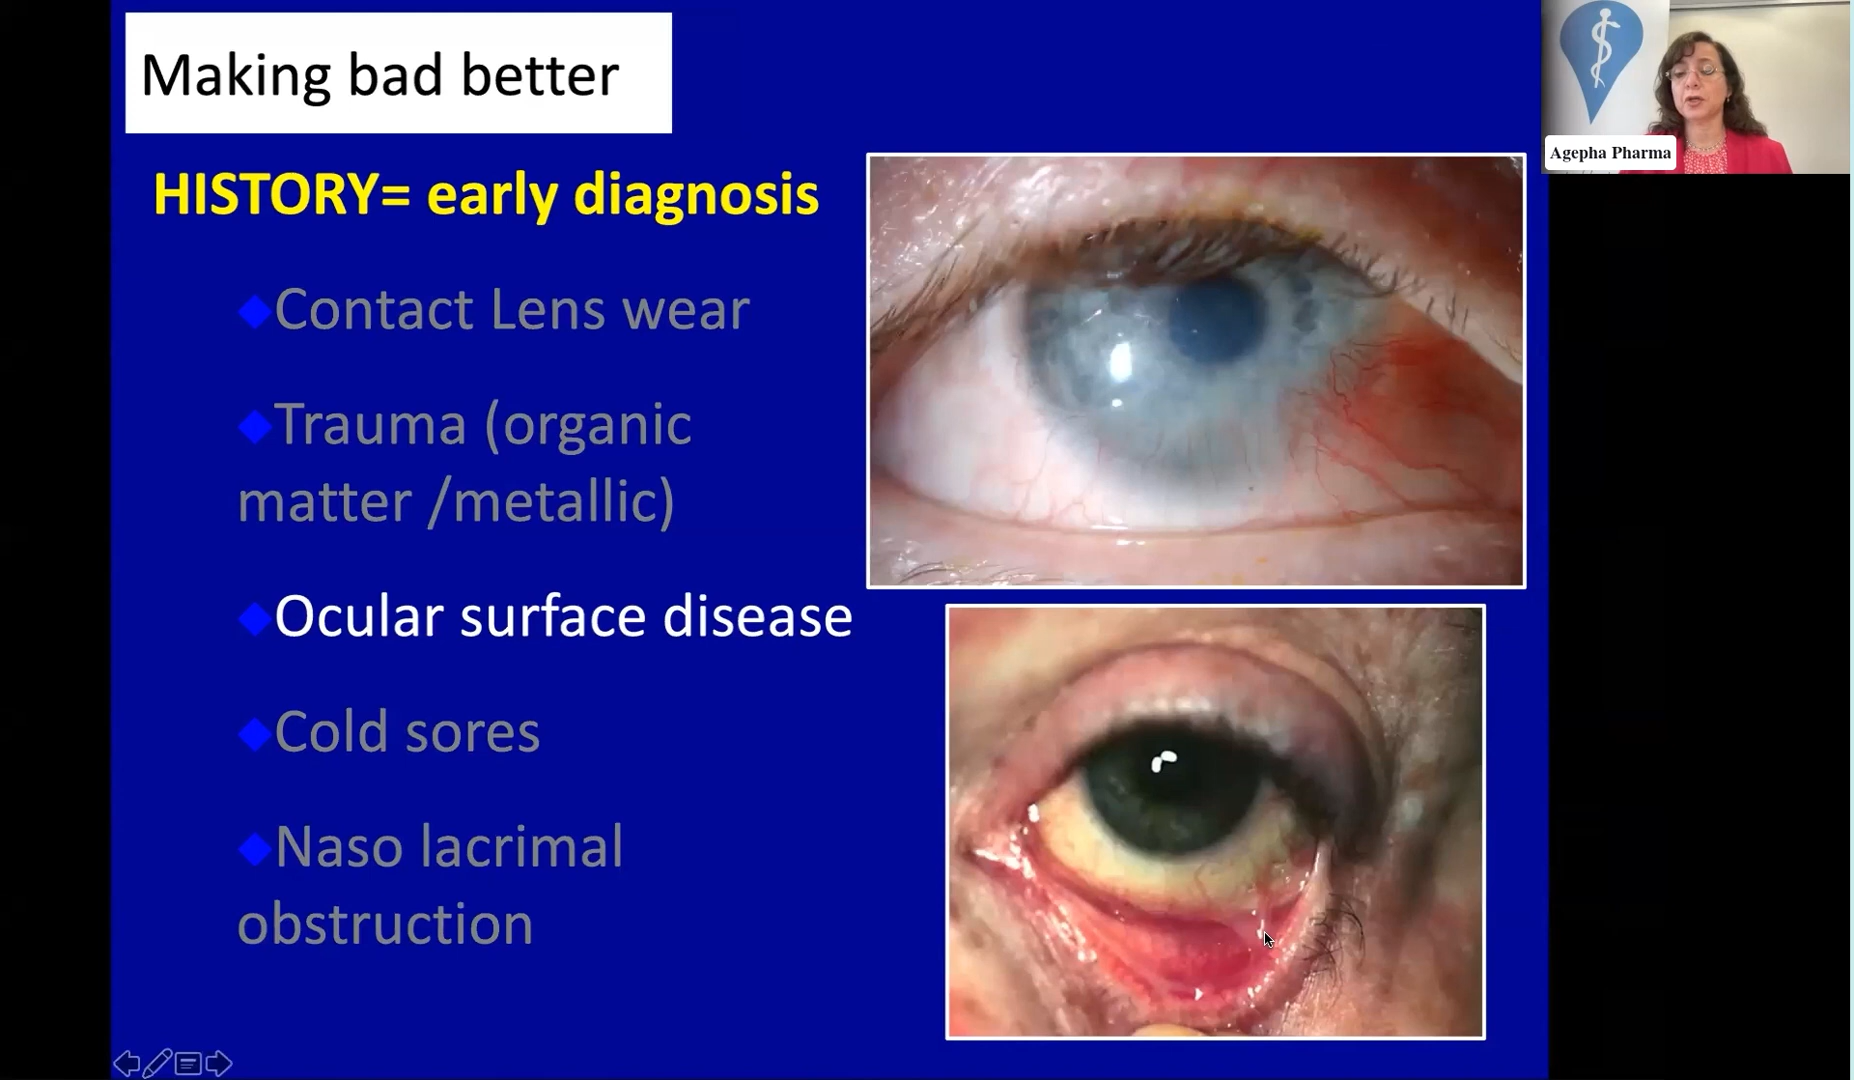 Making bad better
HISTORY= early diagnosis
Contact Lens wear
Trauma (organic
matter /metallic)
Ocular surface disease
Cold sores
Naso lacrimal
obstruction
Agepha Pharma